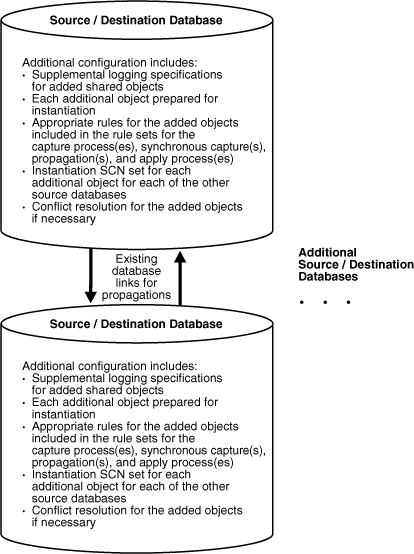 Source / Destination Database
Additional configuration includes:
· Supplemental logging specifications
for added shared objects
· Each additional object prepared for
instantiation
· Appropriate rules for the added objects
included in the rule sets for the
capture process(es), synchronous capture(s),
propagation(s), and apply process(es)
· Instantiation SCN set for each
additional object for each of the other
source databases
· Conflict resolution for the added objects
if necessary
Existing
database
links for
propagations
Additional
Source / Destination
Databases
. . .
Source / Destination Database
Additional configuration includes:
· Supplemental logging specifications
for added shared objects
· Each additional object prepared for
instantiation
· Appropriate rules for the added objects
included in the rule sets for the
capture process(es), synchronous capture(s),
propagation(s), and apply process(es)
· Instantiation SCN set for each
additional object for each of the other
source databases
· Conflict resolution for the added objects
if necessary